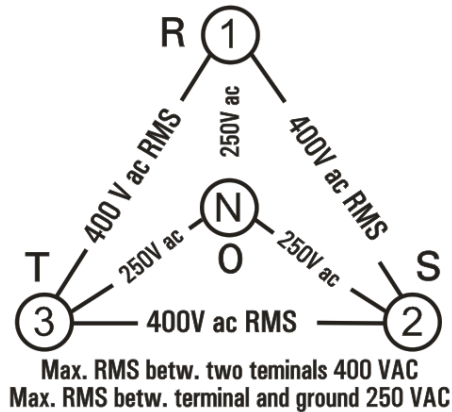 R 1
250V ac
400 V ac RMS
400V ac RMS
N
O
250V ac
250V ac
T
S
3
400V ac RMS
2
Max. RMS betw. two teminals 400 VAC
Max. RMS betw. terminal and ground 250 VAC